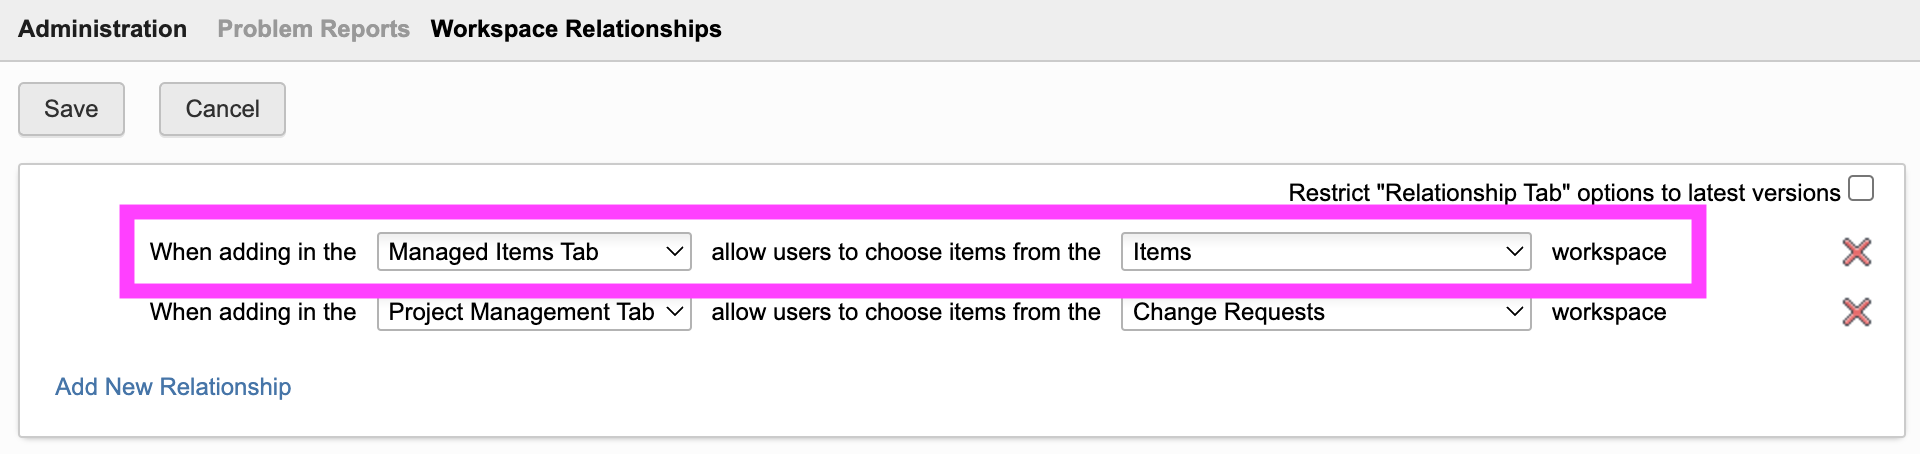 Administration Problem Reports Workspace Relationships
Save Cancel
Restrict "Relationship Tab" options to latest versions
When adding in the Managed Items Tab allow users to choose items from the Items workspace
When adding in the Project Management Tab allow users to choose items from the Change Requests workspace
Add New Relationship